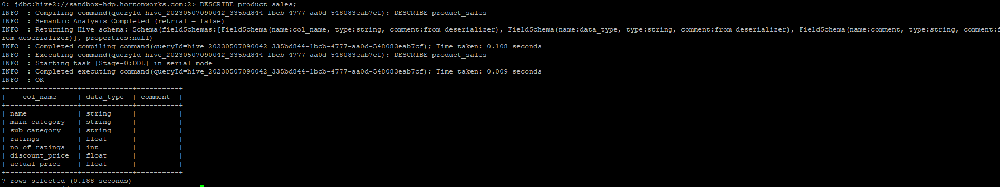 0: jdbc:hive2://sandbox-hdp.hortonworks.com:2> DESCRIBE product_sales;
INFO  : Compiling command(queryId=hive_20230507090042_335bd844-1bcb-4777-aa0d-548083eab7cf): DESCRIBE product_sales
INFO  : Semantic Analysis Completed (retrial = false)
INFO  : Returning Hive schema: Schema(fieldSchemas:[FieldSchema(name:col_name, type:string, comment:from deserializer), FieldSchema(name:data_type, type:string, comment:from deserializer), FieldSchema(name:comment, type:string, comment:f
rom deserializer)], properties:null)
INFO  : Completed compiling command(queryId=hive_20230507090042_335bd844-1bcb-4777-aa0d-548083eab7cf); Time taken: 0.108 seconds
INFO  : Executing command(queryId=hive_20230507090042_335bd844-1bcb-4777-aa0d-548083eab7cf): DESCRIBE product_sales
INFO  : Starting task [Stage-0:DDL] in serial mode
INFO  : Completed executing command(queryId=hive_20230507090042_335bd844-1bcb-4777-aa0d-548083eab7cf); Time taken: 0.009 seconds
INFO  : OK
+-----------------+------------+----------+
|    col_name     | data_type  | comment  |
+-----------------+------------+----------+
| name            | string     |          |
| main_category   | string     |          |
| sub_category    | string     |          |
| ratings         | float      |          |
| no_of_ratings   | int        |          |
| discount_price  | float      |          |
| actual_price    | float      |          |
+-----------------+------------+----------+
7 rows selected (0.188 seconds)